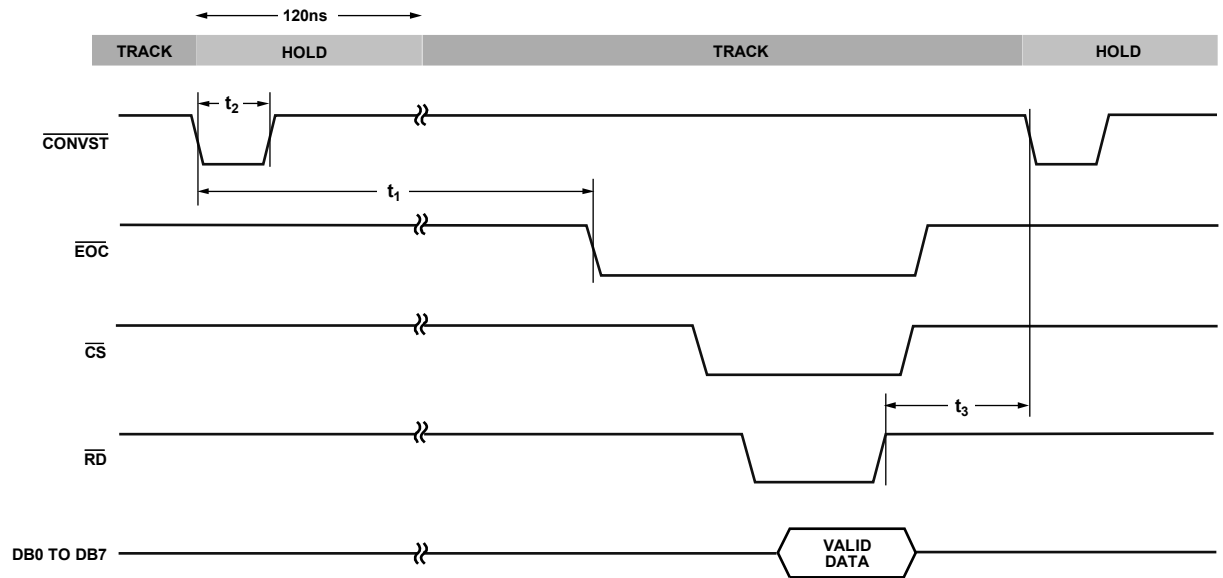 120ns
TRACK HOLD TRACK HOLD
t₂
CONVST
t₁
EOC
CS
t₃
RD
DB0 TO DB7
VALID
DATA